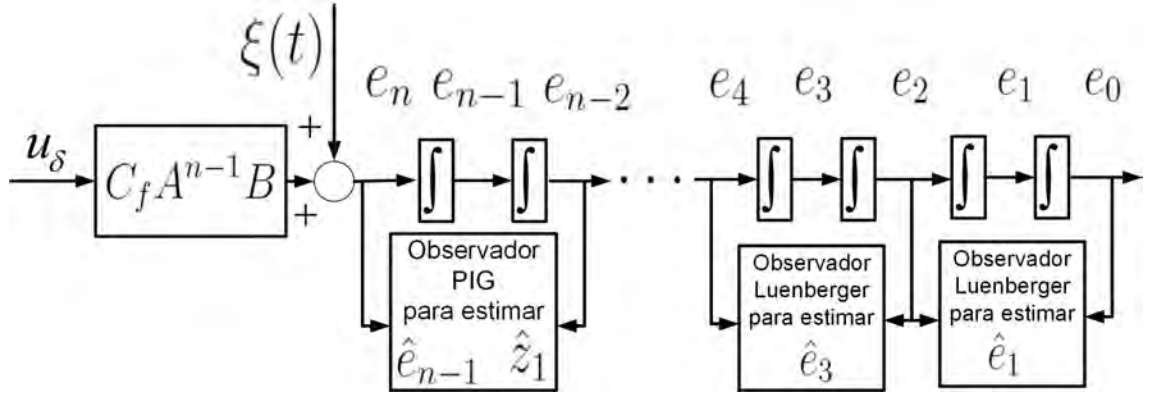 ξ(t)
e_n e_{n-1} e_{n-2} e_4 e_3 e_2 e_1 e_0
+
u_δ
C_f A^{n-1} B
+
∫ ∫ · · · · ∫ ∫ ∫ ∫
Observador
PIG
para estimar
ê_{n-1} ẑ_1
Observador
Luenberger
para estimar
ê_3
Observador
Luenberger
para estimar
ê_1